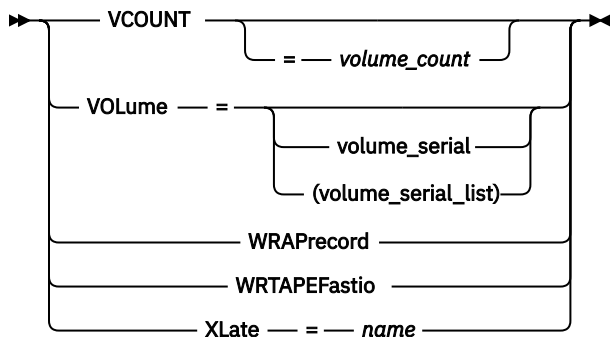 VCOUNT
= volume_count
VOLume =
volume_serial
(volume_serial_list)
WRAPrecord
WRTAPEFastio
XLate = name